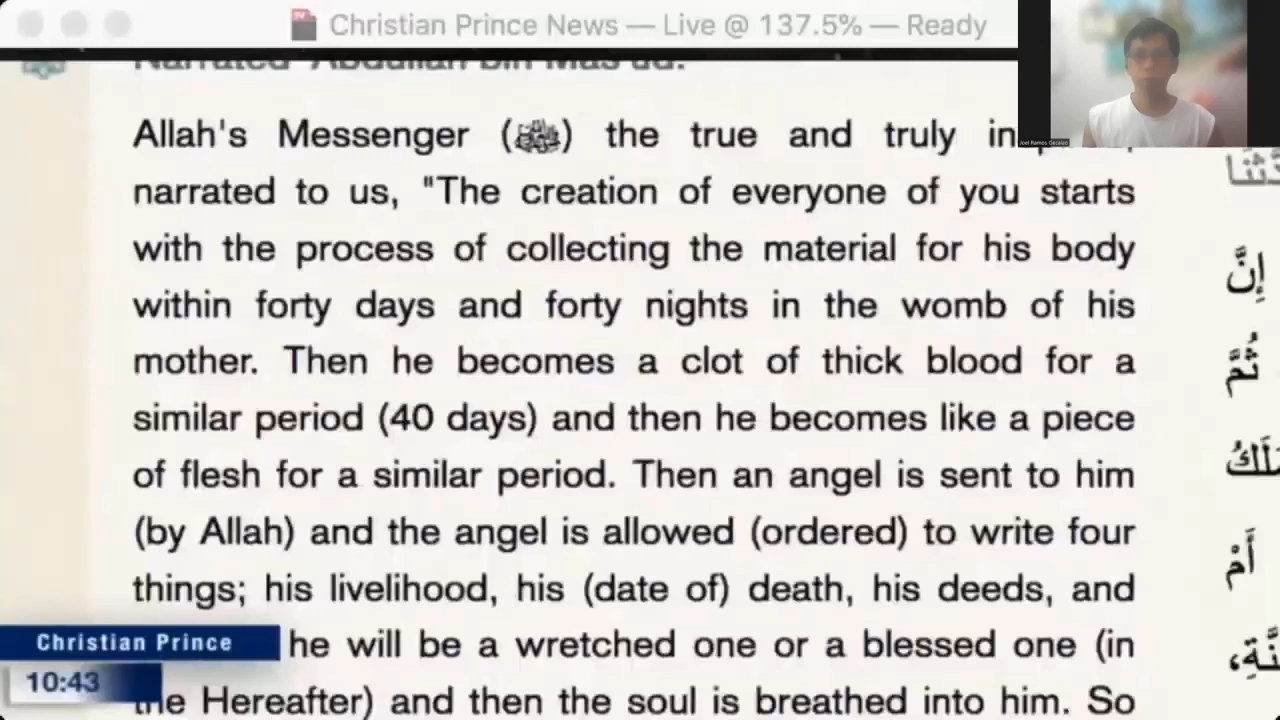 Christian Prince News — Live @ 137.5% — Ready
Narrated `Abdullah bin Mas`ud:
Allah's Messenger (ﷺ) the true and truly
narrated to us, "The creation of everyone of you starts
with the process of collecting the material for his body
within forty days and forty nights in the womb of his
mother. Then he becomes a clot of thick blood for a
similar period (40 days) and then he becomes like a piece
of flesh for a similar period. Then an angel is sent to him
(by Allah) and the angel is allowed (ordered) to write four
things; his livelihood, his (date of) death, his deeds, and
he will be a wretched one or a blessed one (in
the Hereafter) and then the soul is breathed into him. So
إِنَّ
ثُمَّ
أَمْ
Christian Prince
10:43